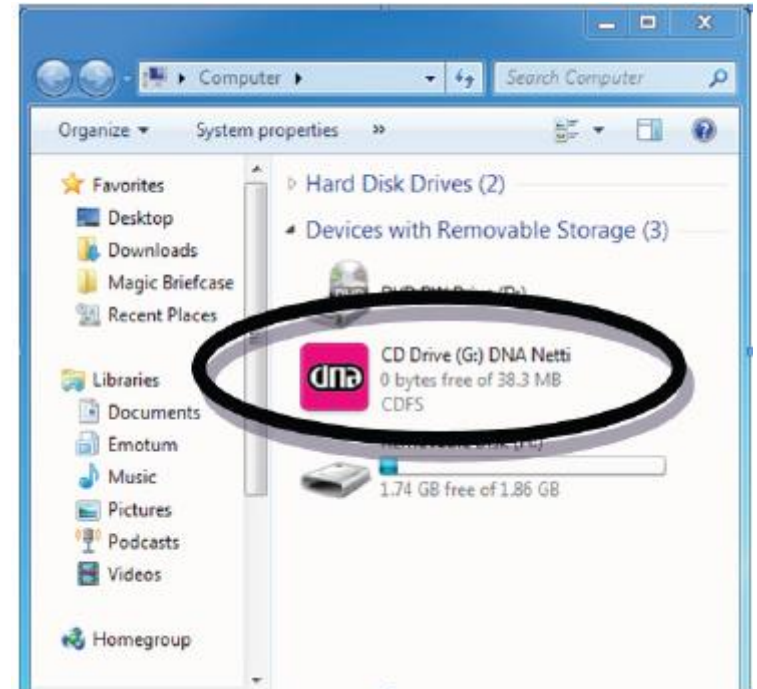 Computer
Search Computer
Organize
System properties
»
Favorites
Desktop
Downloads
Magic Briefcase
Recent Places
Libraries
Documents
Emotum
Music
Pictures
Podcasts
Videos
Homegroup
Hard Disk Drives (2)
Devices with Removable Storage (3)
DVD
dna
CD Drive (G:) DNA Netti
0 bytes free of 38.3 MB
CDFS
1.74 GB free of 1.86 GB